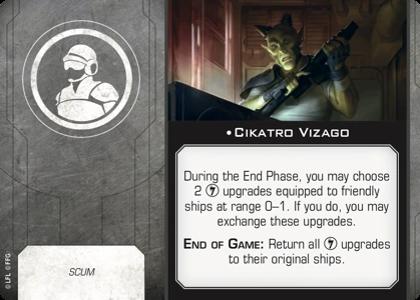 •CIKATRO VIZAGO
During the End Phase, you may choose
2 upgrades equipped to friendly
ships at range 0–1. If you do, you may
exchange these upgrades.
END OF GAME: Return all upgrades
to their original ships.
SCUM
© LFL © FFG